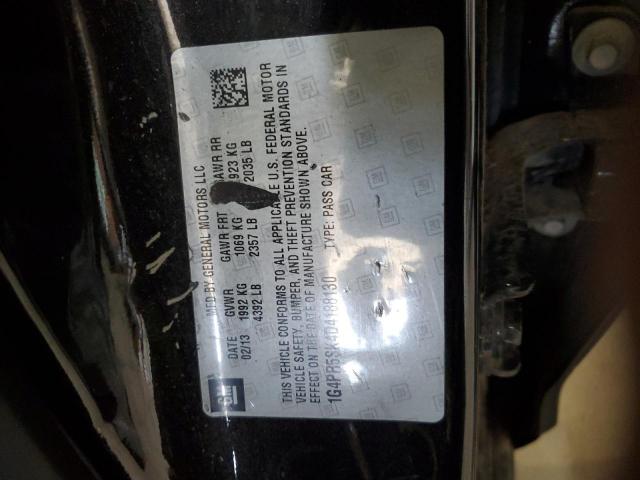 GM
MFD BY GENERAL MOTORS LLC
DATE GVWR GAWR FRT GAWR RR
02/13 1992 KG 1069 KG 923 KG
4392 LB 2357 LB 2035 LB
THIS VEHICLE CONFORMS TO ALL APPLICABLE U.S. FEDERAL MOTOR
VEHICLE SAFETY, BUMPER, AND THEFT PREVENTION STANDARDS IN
EFFECT ON THE DATE OF MANUFACTURE SHOWN ABOVE.
TYPE: PASS CAR